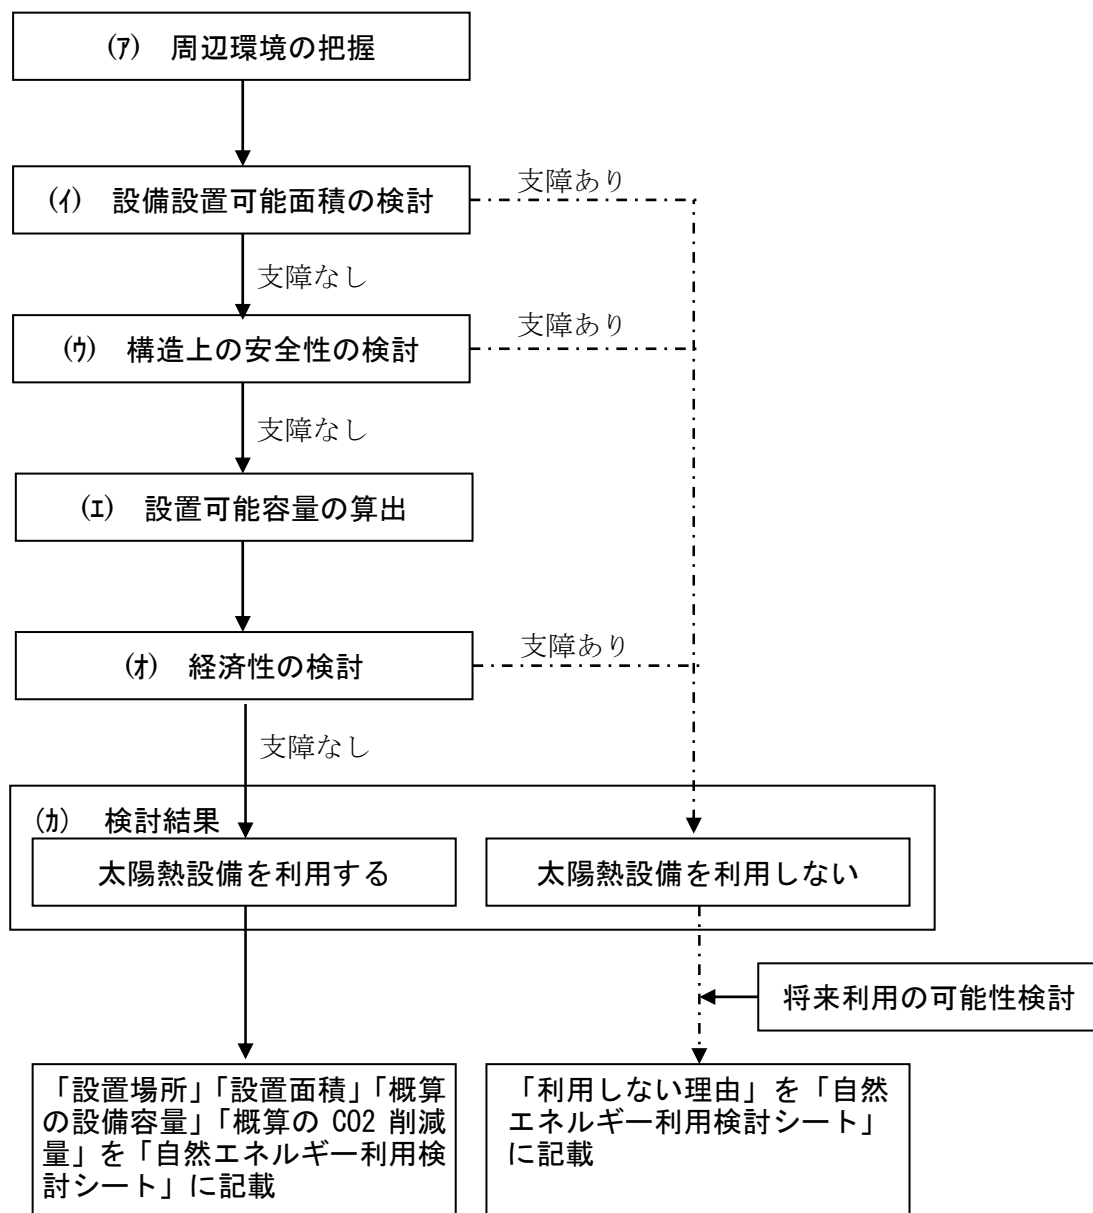 (ｱ) 周辺環境の把握
(ｲ) 設備設置可能面積の検討
支障あり
支障なし
(ｳ) 構造上の安全性の検討
支障あり
支障なし
(ｴ) 設置可能容量の算出
(ｵ) 経済性の検討
支障あり
支障なし
(ｶ) 検討結果
太陽熱設備を利用する
太陽熱設備を利用しない
将来利用の可能性検討
「設置場所」「設置面積」「概算
の設備容量」「概算の CO2 削減
量」を「自然エネルギー利用検
討シート」に記載
「利用しない理由」を「自然
エネルギー利用検討シート」
に記載